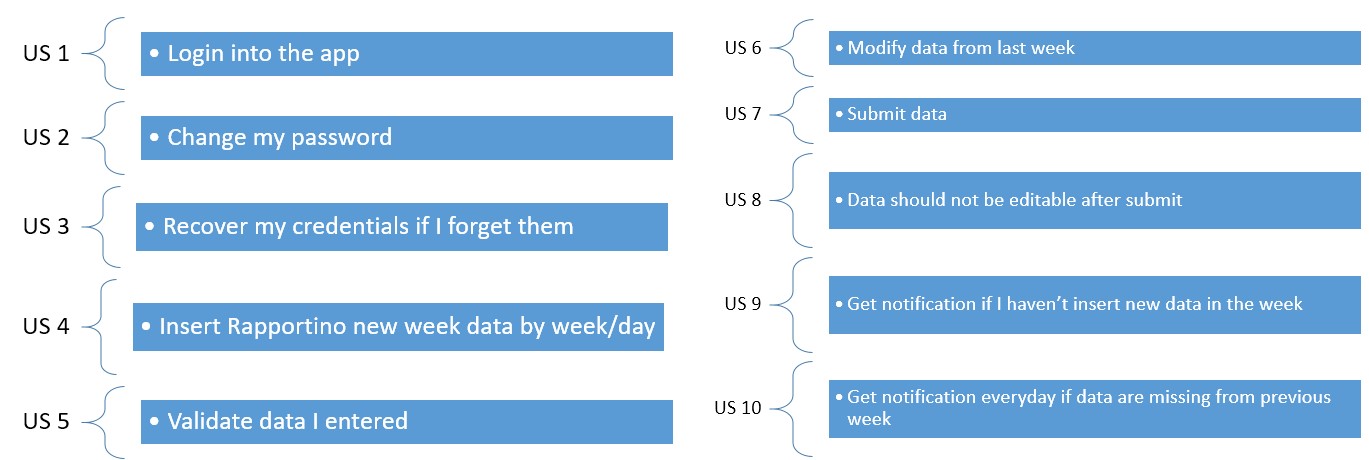 US 1
• Login into the app
US 2
• Change my password
US 3
• Recover my credentials if I forget them
US 4
• Insert Rapportino new week data by week/day
US 5
• Validate data I entered
US 6
• Modify data from last week
US 7
• Submit data
US 8
• Data should not be editable after submit
US 9
• Get notification if I haven’t insert new data in the week
US 10
• Get notification everyday if data are missing from previous
week